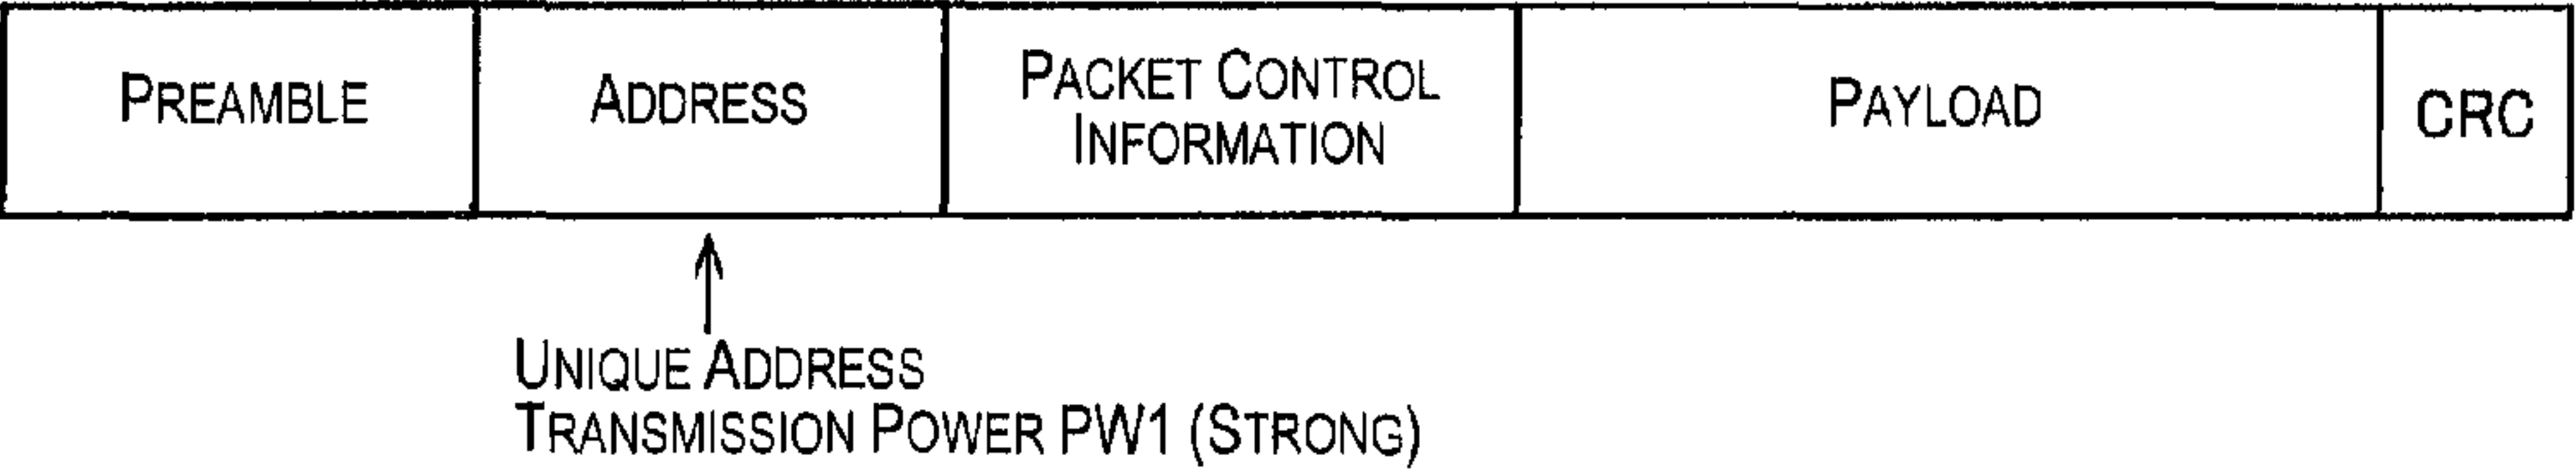 PREAMBLE
ADDRESS
PACKET CONTROL
INFORMATION
PAYLOAD
CRC
UNIQUE ADDRESS
TRANSMISSION POWER PW1 (STRONG)